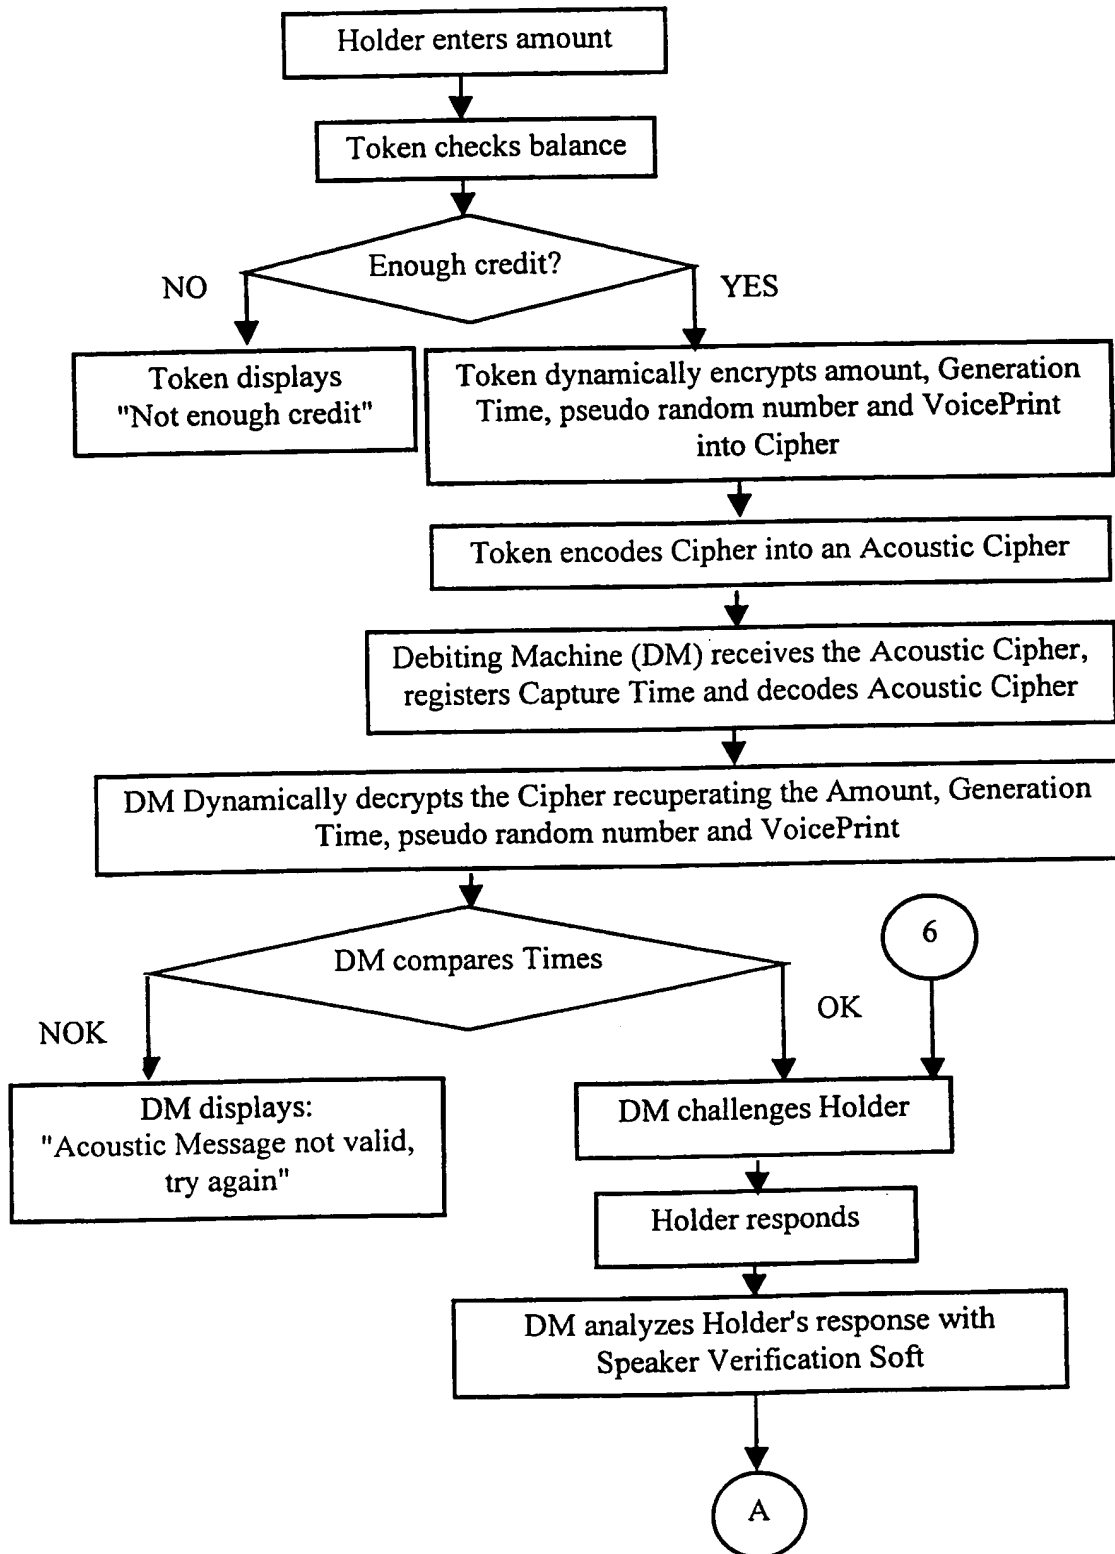 Holder enters amount
Token checks balance
Enough credit?
NO
YES
Token displays
"Not enough credit"
Token dynamically encrypts amount, Generation
Time, pseudo random number and VoicePrint
into Cipher
Token encodes Cipher into an Acoustic Cipher
Debiting Machine (DM) receives the Acoustic Cipher,
registers Capture Time and decodes Acoustic Cipher
DM Dynamically decrypts the Cipher recuperating the Amount, Generation
Time, pseudo random number and VoicePrint
6
DM compares Times
NOK
OK
DM displays:
"Acoustic Message not valid,
try again"
DM challenges Holder
Holder responds
DM analyzes Holder's response with
Speaker Verification Soft
A